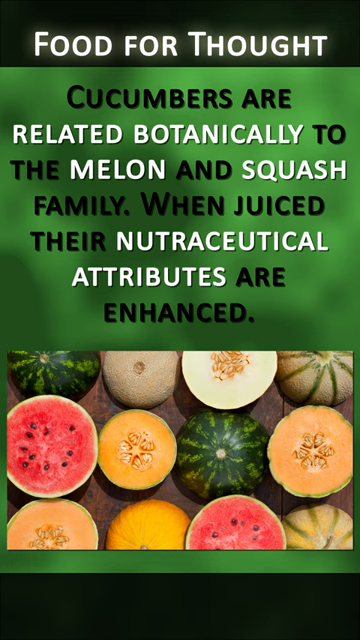 Food for Thought
Cucumbers are
related botanically to
the melon and squash
family. When juiced
their nutraceutical
attributes are
enhanced.